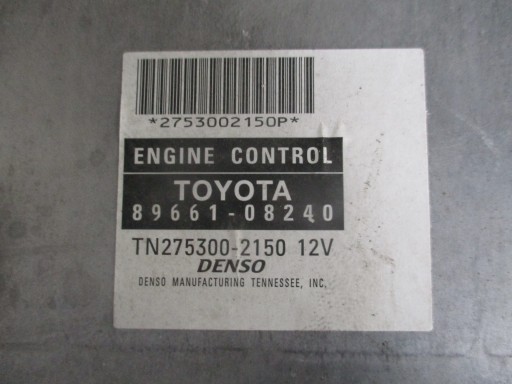 *2753002150P*
ENGINE CONTROL
TOYOTA
89661-08240
TN275300-2150 12V
DENSO
DENSO MANUFACTURING TENNESSEE, INC.